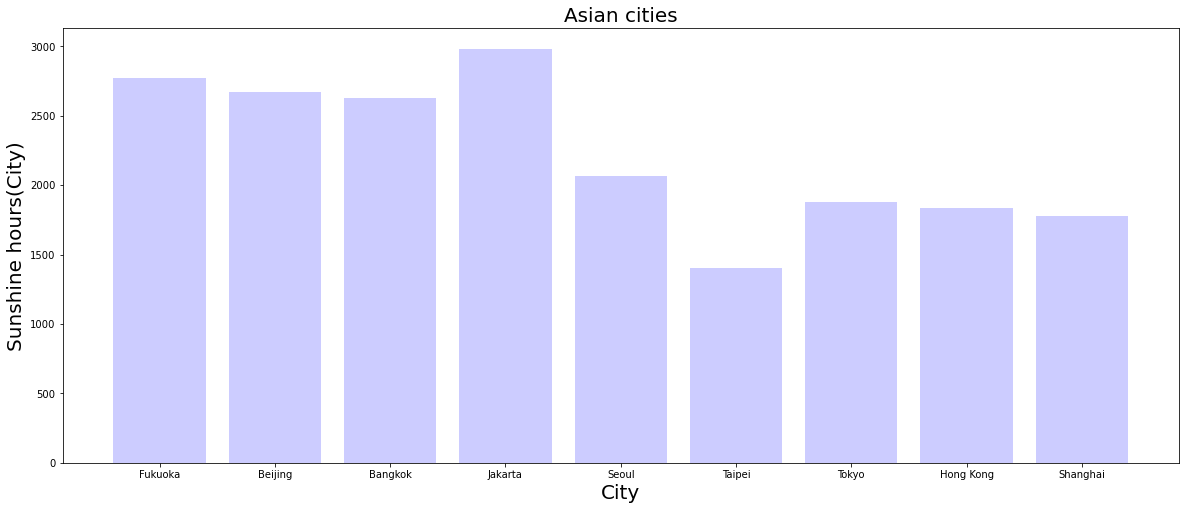 Asian cities
Sunshine hours(City)
3000
2500
2000
1500
1000
500
0
Fukuoka Beijing Bangkok Jakarta Seoul Taipei Tokyo Hong Kong Shanghai
City